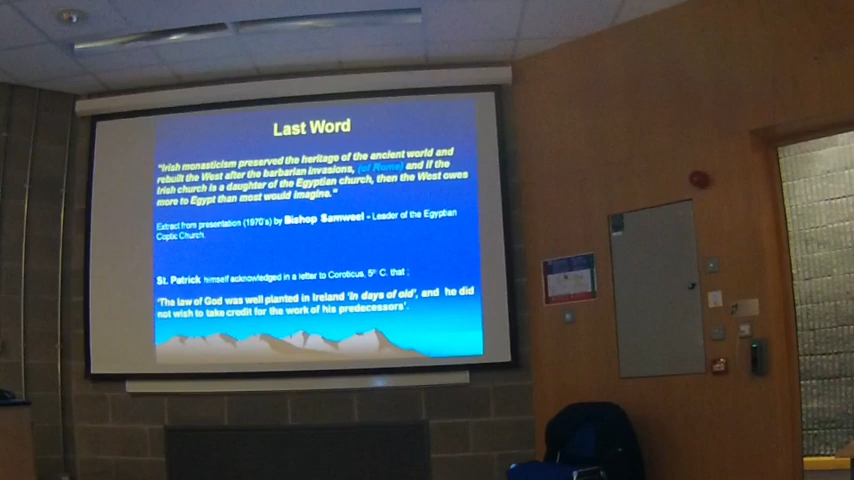 Last Word
"Irish monasticism preserved the heritage of the ancient world and
rebuilt the West after the barbarian invasions, (of Rome) and if the
Irish church is a daughter of the Egyptian church, then the West owes
more to Egypt than most would imagine."
Extract from presentation (1970's) by Bishop Samweel - Leader of the Egyptian
Coptic Church.
St. Patrick himself acknowledged in a letter to Coroticus, 5th C. that ;
'The law of God was well planted in Ireland 'in days of old', and he did
not wish to take credit for the work of his predecessors'.